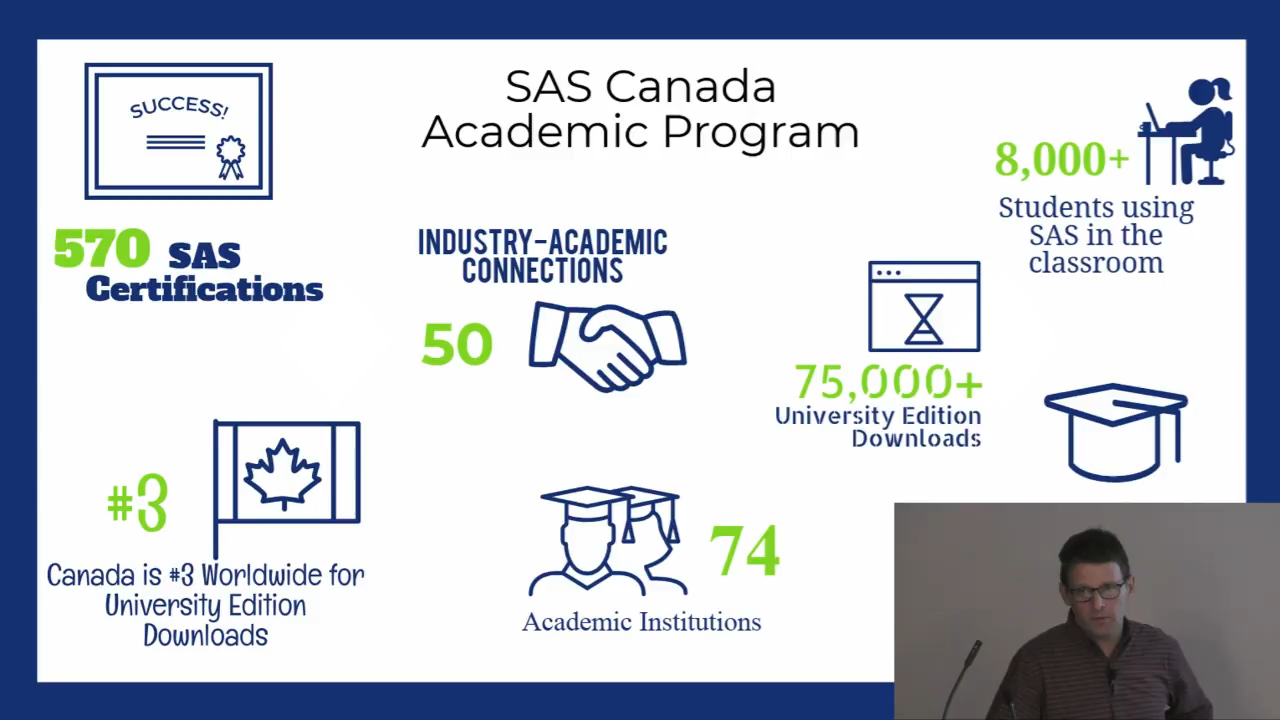 SAS Canada
Academic Program
SUCCESS!
570 SAS
Certifications
INDUSTRY-ACADEMIC
CONNECTIONS
50
8,000+
Students using
SAS in the
classroom
75,000+
University Edition
Downloads
#3
Canada is #3 Worldwide for
University Edition
Downloads
74
Academic Institutions